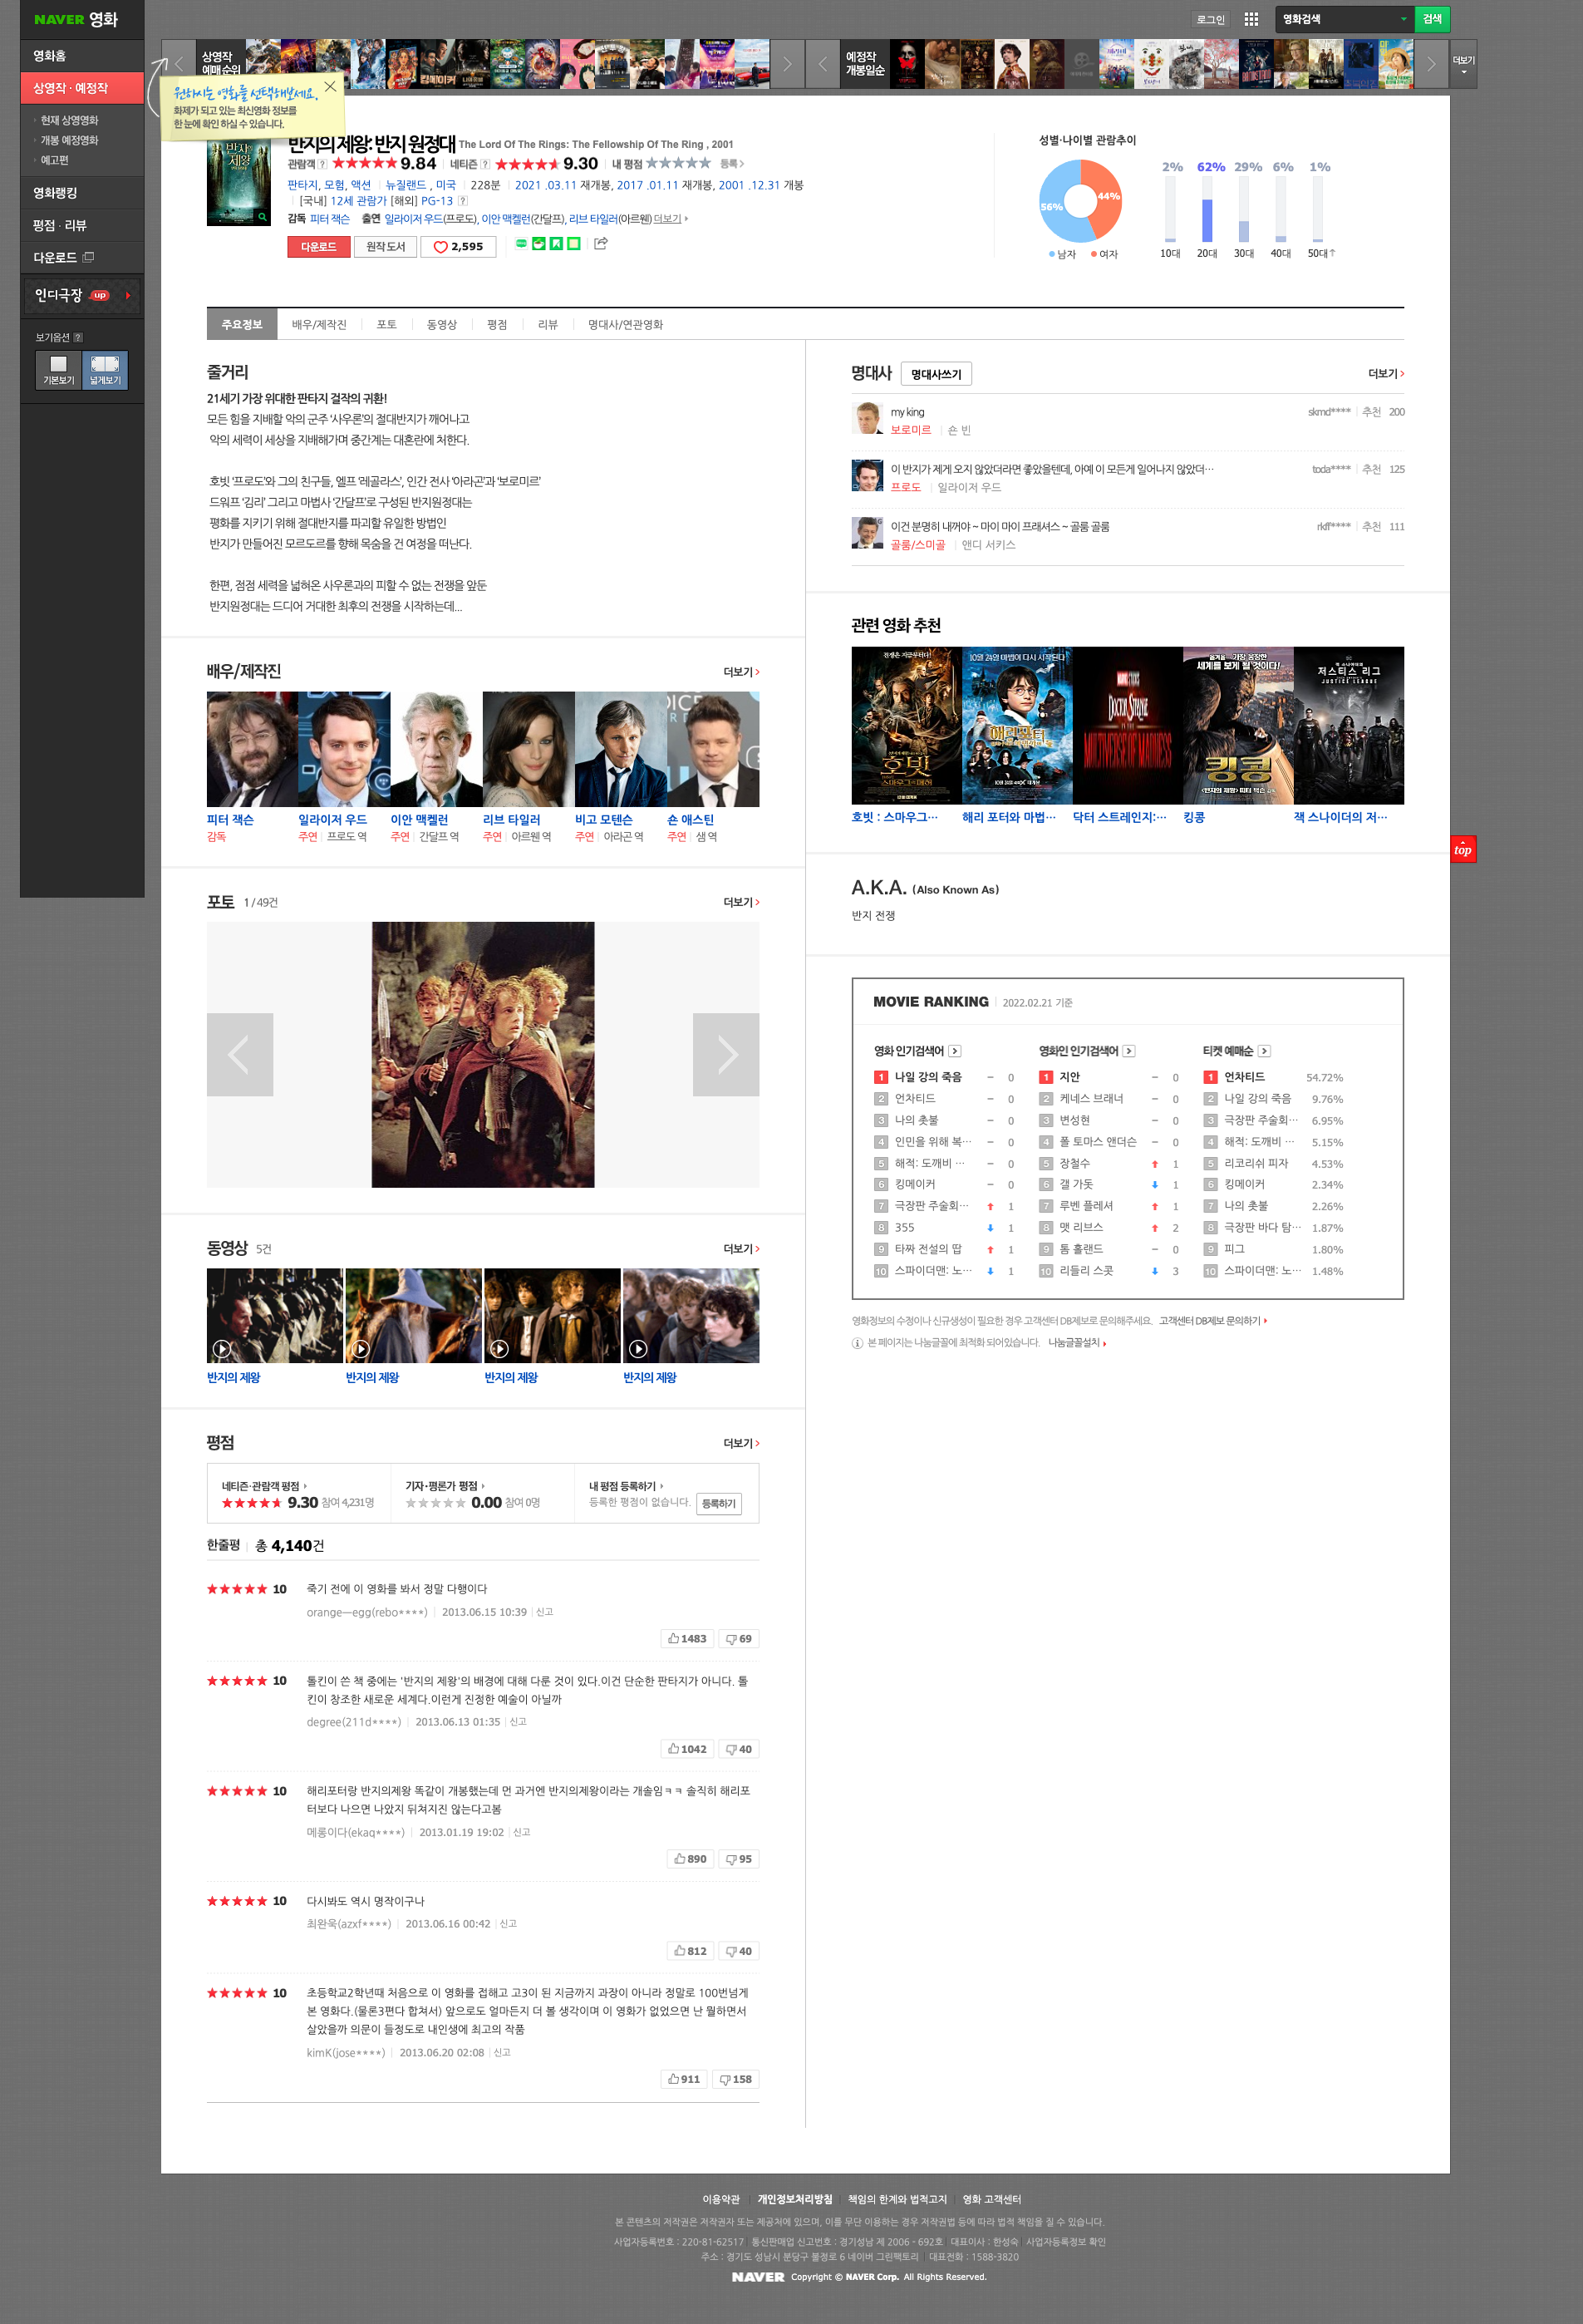 NAVER 영화
영화홈
상영작 · 예정작
현재 상영영화
개봉 예정영화
예고편
영화랭킹
평점 · 리뷰
다운로드
인디극장 up
보기옵션
기본보기 넓게보기
로그인
영화검색 검색
상영작
예매순위
예정작
개봉일순
더보기
원하시는 영화를 선택해보세요.
화제가 되고 있는 최신영화 정보를
한 눈에 확인 하실 수 있습니다.
반지의 제왕: 반지 원정대 The Lord Of The Rings: The Fellowship Of The Ring , 2001
관람객 9.84 네티즌 9.30 내 평점 등록
판타지, 모험, 액션 뉴질랜드 , 미국 228분 2021 .03.11 재개봉, 2017 .01.11 재개봉, 2001 .12.31 개봉
[국내] 12세 관람가 [해외] PG-13
감독 피터 잭슨 출연 일라이저 우드(프로도), 이안 맥켈런(간달프), 리브 타일러(아르웬) 더보기
다운로드 원작 도서 2,595
성별·나이별 관람추이
56% 44%
남자 여자
2% 62% 29% 6% 1%
10대 20대 30대 40대 50대↑
주요정보 배우/제작진 포토 동영상 평점 리뷰 명대사/연관영화
줄거리
21세기 가장 위대한 판타지 걸작의 귀환!
모든 힘을 지배할 악의 군주 ‘사우론’의 절대반지가 깨어나고
악의 세력이 세상을 지배해가며 중간계는 대혼란에 처한다.
호빗 ‘프로도’와 그의 친구들, 엘프 ‘레골라스’, 인간 전사 ‘아라곤’과 ‘보로미르’
드워프 ‘김리’ 그리고 마법사 ‘간달프’로 구성된 반지원정대는
평화를 지키기 위해 절대반지를 파괴할 유일한 방법인
반지가 만들어진 모르도르를 향해 목숨을 건 여정을 떠난다.
한편, 점점 세력을 넓혀온 사우론과의 피할 수 없는 전쟁을 앞둔
반지원정대는 드디어 거대한 최후의 전쟁을 시작하는데...
배우/제작진 더보기
피터 잭슨 일라이저 우드 이안 맥켈런 리브 타일러 비고 모텐슨 숀 애스틴
감독 주연 프로도 역 주연 간달프 역 주연 아르웬 역 주연 아라곤 역 주연 샘 역
포토 1 / 49건 더보기
동영상 5건 더보기
반지의 제왕 반지의 제왕 반지의 제왕 반지의 제왕
평점 더보기
네티즌·관람객 평점 기자·평론가 평점 내 평점 등록하기
9.30 참여 4,231명 0.00 참여 0명 등록한 평점이 없습니다. 등록하기
한줄평 총 4,140건
10 죽기 전에 이 영화를 봐서 정말 다행이다
orange—egg(rebo****) 2013.06.15 10:39 신고
1483 69
10 톨킨이 쓴 책 중에는 '반지의 제왕'의 배경에 대해 다룬 것이 있다.이건 단순한 판타지가 아니다. 톨
킨이 창조한 새로운 세계다.이런게 진정한 예술이 아닐까
degree(211d****) 2013.06.13 01:35 신고
1042 40
10 해리포터랑 반지의제왕 똑같이 개봉했는데 먼 과거엔 반지의제왕이라는 개솔임ㅋㅋ 솔직히 해리포
터보다 나으면 나았지 뒤쳐지진 않는다고봄
메롱이다(ekaq****) 2013.01.19 19:02 신고
890 95
10 다시봐도 역시 명작이구나
최완욱(azxf****) 2013.06.16 00:42 신고
812 40
10 초등학교2학년때 처음으로 이 영화를 접해고 고3이 된 지금까지 과장이 아니라 정말로 100번넘게
본 영화다.(물론3편다 합쳐서) 앞으로도 얼마든지 더 볼 생각이며 이 영화가 없었으면 난 뭘하면서
살았을까 의문이 들정도로 내인생에 최고의 작품
kimK(jose****) 2013.06.20 02:08 신고
911 158
명대사 명대사쓰기 더보기
my king skmd**** 추천 200
보로미르 숀 빈
이 반지가 제게 오지 않았더라면 좋았을텐데, 아예 이 모든게 일어나지 않았더… toda**** 추천 125
프로도 일라이저 우드
이건 분명히 내꺼야 ~ 마이 마이 프래셔스 ~ 골룸 골룸 rkff**** 추천 111
골룸/스미골 앤디 서키스
관련 영화 추천
호빗
스마우그의 폐허
10월 24일 마법이 다시 시작된다
해리포터
DOCTOR STRANGE
MULTIVERSE OF MADNESS
세계를 보게 될 것이다!
킹콩
저스티스 리그
JUSTICE LEAGUE
호빗 : 스마우그… 해리 포터와 마법… 닥터 스트레인지:… 킹콩 잭 스나이더의 저…
top
A.K.A. (Also Known As)
반지 전쟁
MOVIE RANKING 2022.02.21 기준
영화 인기검색어 영화인 인기검색어 티켓 예매순
1 나일 강의 죽음 0 1 지안 0 1 언차티드 54.72%
2 언차티드 0 2 케네스 브래너 0 2 나일 강의 죽음 9.76%
3 나의 촛불 0 3 변성현 0 3 극장판 주술회… 6.95%
4 인민을 위해 복… 0 4 폴 토마스 앤더슨 0 4 해적: 도깨비 … 5.15%
5 해적: 도깨비 … 0 5 장철수 1 5 리코리쉬 피자 4.53%
6 킹메이커 0 6 갤 가돗 1 6 킹메이커 2.34%
7 극장판 주술회… 1 7 루벤 플레셔 1 7 나의 촛불 2.26%
8 355 1 8 맷 리브스 2 8 극장판 바다 탐… 1.87%
9 타짜 전설의 땁 1 9 톰 홀랜드 0 9 피그 1.80%
10 스파이더맨: 노… 1 10 리들리 스콧 3 10 스파이더맨: 노… 1.48%
영화정보의 수정이나 신규생성이 필요한 경우 고객센터 DB제보로 문의해주세요. 고객센터 DB제보 문의하기
본 페이지는 나눔글꼴에 최적화 되어있습니다. 나눔글꼴설치
이용약관 개인정보처리방침 책임의 한계와 법적고지 영화 고객센터
본 콘텐츠의 저작권은 저작권자 또는 제공처에 있으며, 이를 무단 이용하는 경우 저작권법 등에 따라 법적 책임을 질 수 있습니다.
사업자등록번호 : 220-81-62517 통신판매업 신고번호 : 경기성남 제 2006 - 692호 대표이사 : 한성숙 사업자등록정보 확인
주소 : 경기도 성남시 분당구 불정로 6 네이버 그린팩토리 대표전화 : 1588-3820
NAVER Copyright © NAVER Corp. All Rights Reserved.